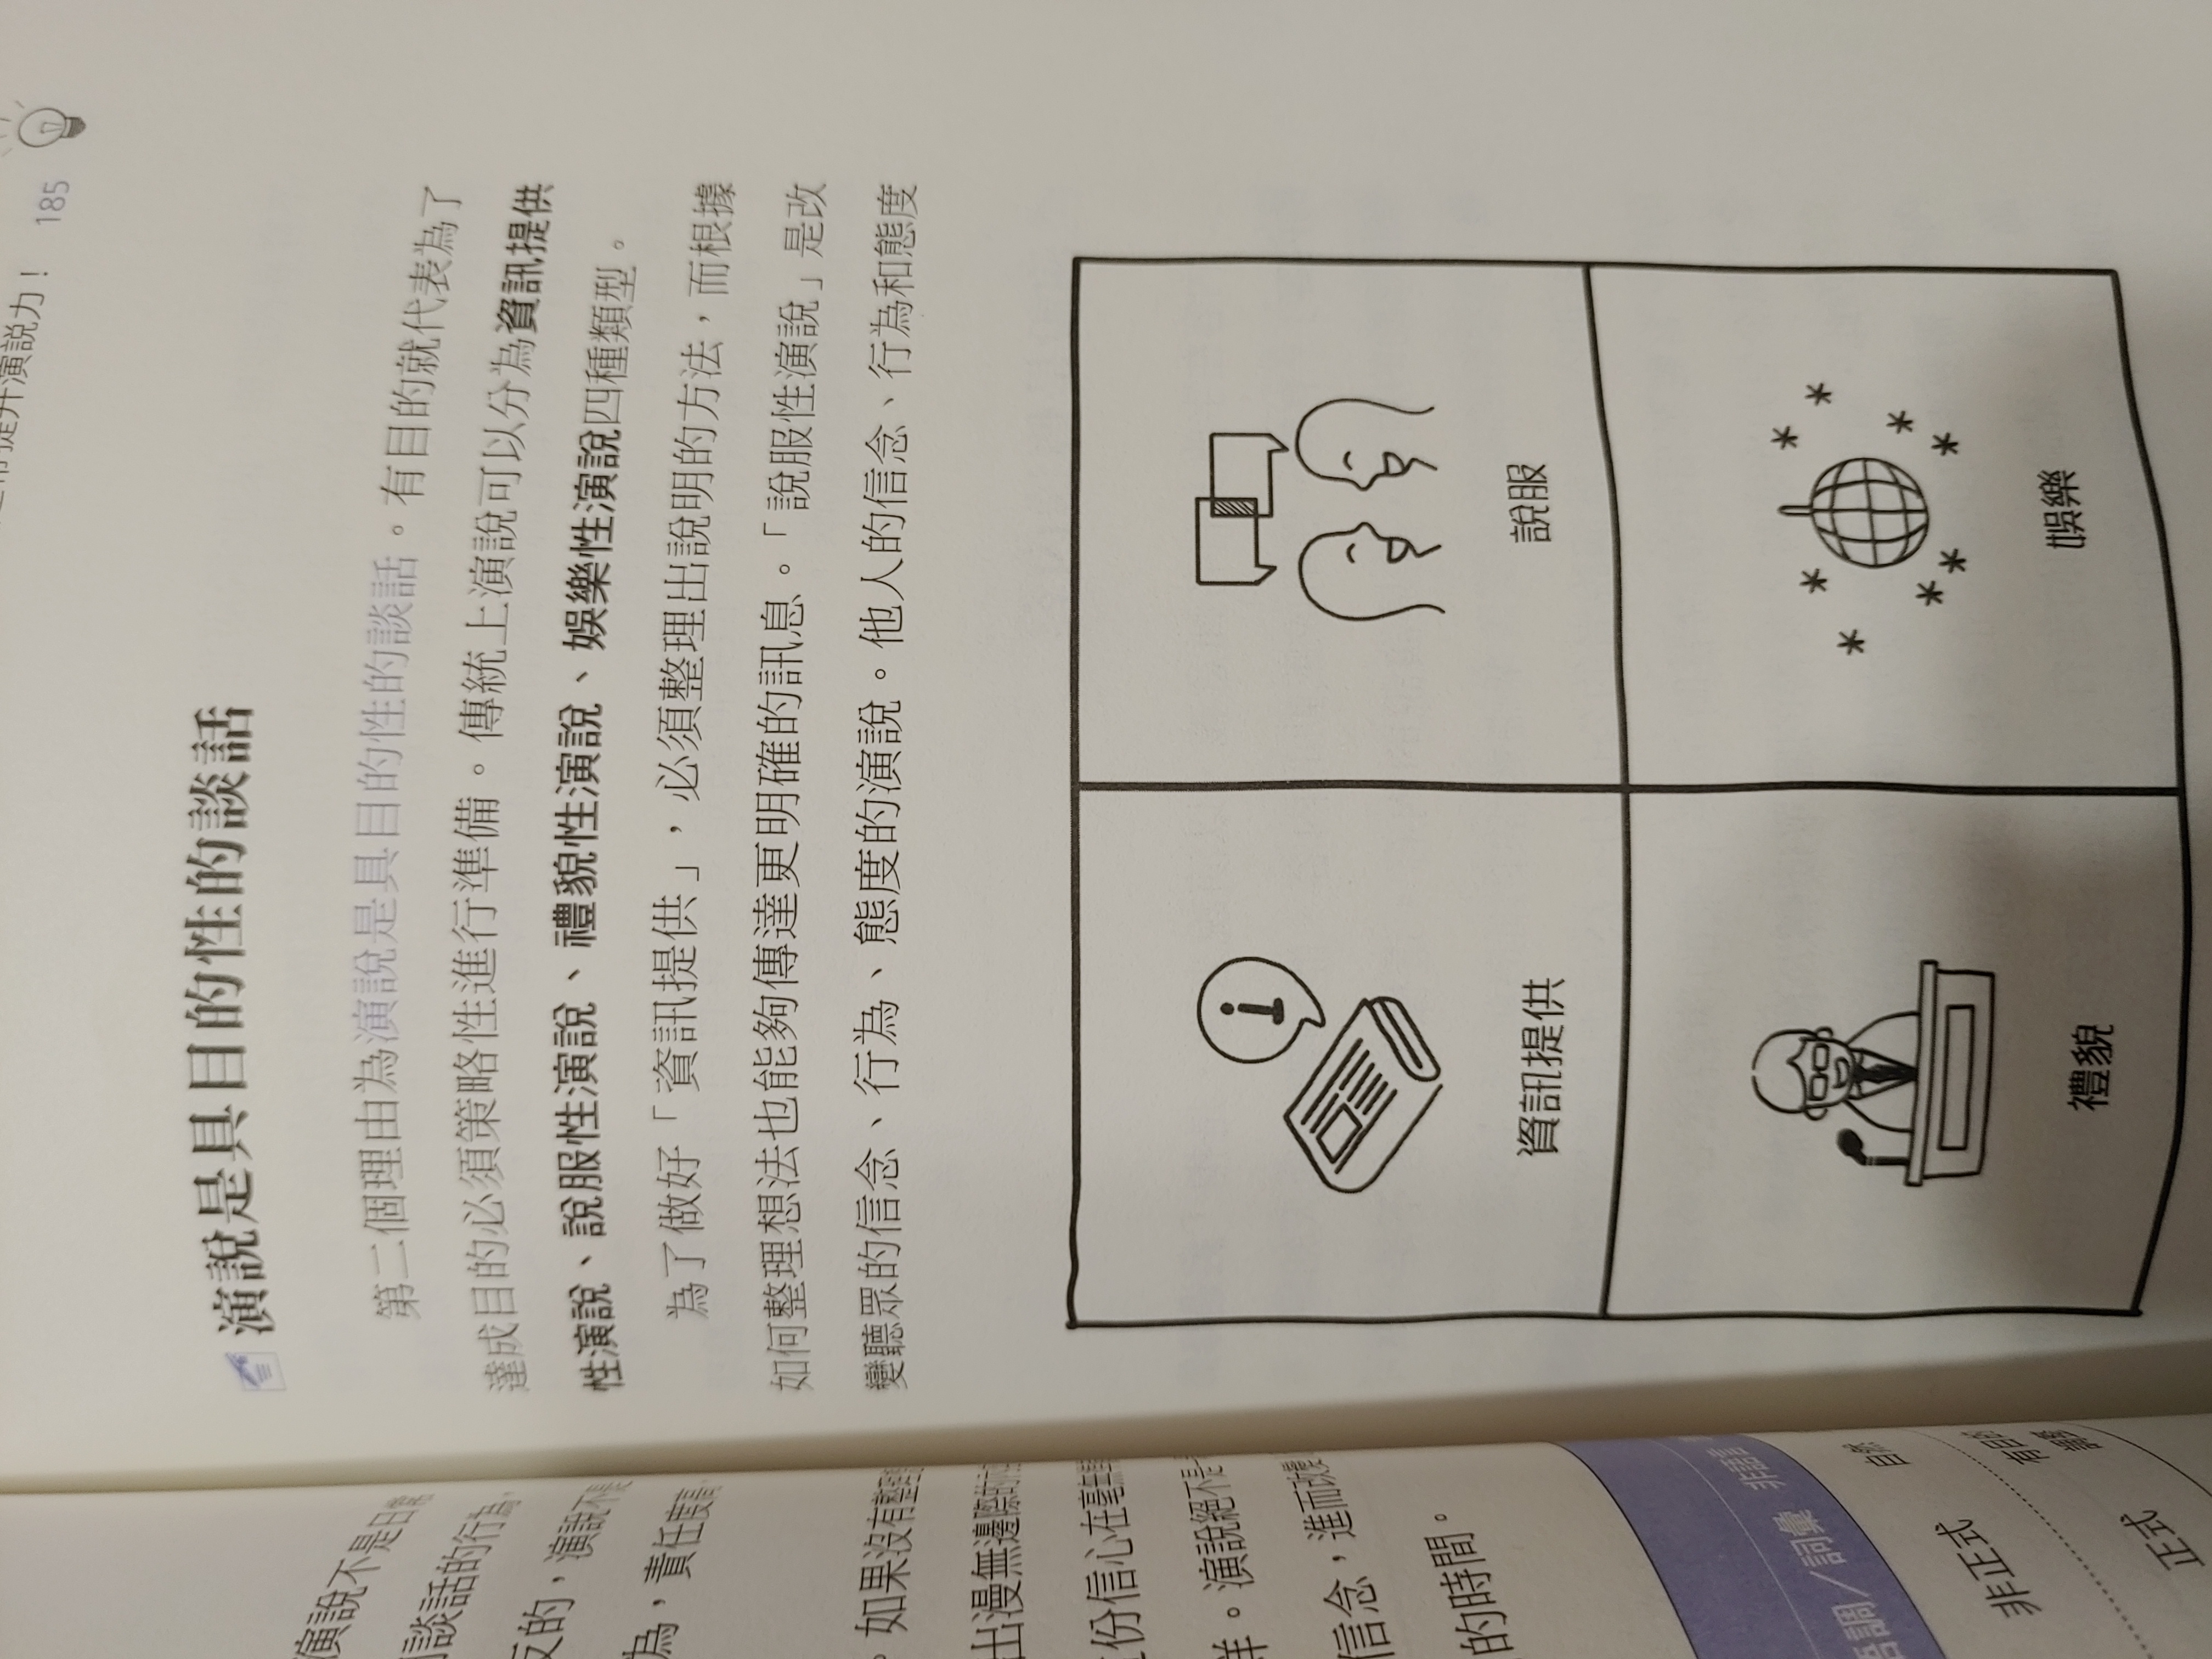 提升演說力！ 185
演說是具目的性的談話
第二個理由為演說是具目的性的談話。有目的就代表為了
達成目的必須策略性進行準備。傳統上演說可以分為資訊提供
性演說、說服性演說、禮貌性演說、娛樂性演說四種類型。
為了做好「資訊提供」，必須整理出說明的方法，而根據
如何整理想法也能夠傳達更明確的訊息。「說服性演說」是改
變聽眾的信念、行為、態度的演說。他人的信念、行為和態度
i
資訊提供
說服
禮貌
娛樂
演說不是日常
談話的行為，
的，演說不是
為，責任度高，
。如果沒有整理
出漫無邊際的內
份信心在毫無
。演說絕不是一
信念，進而改變
的時間。
語調／詞彙
非語言
非正式
自然
正式
有目的
調整